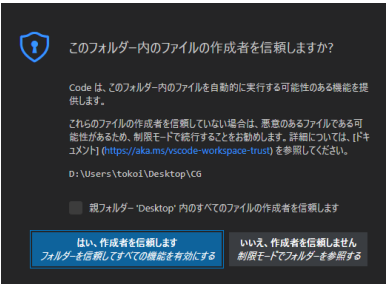 このフォルダー内のファイルの作成者を信頼しますか?
Code は、このフォルダー内のファイルを自動的に実行する可能性のある機能を提
供します。
これらのファイルの作成者を信頼していない場合は、悪意のあるファイルである可
能性があるため、制限モードで続行することをお勧めします。詳細については、[ドキ
ュメント] (https://aka.ms/vscode-workspace-trust) を参照してください。
D:\Users\tokoi\Desktop\CG
親フォルダー 'Desktop' 内のすべてのファイルの作成者を信頼します
はい、作成者を信頼します
フォルダーを信頼してすべての機能を有効にする
いいえ、作成者を信頼しません
制限モードでフォルダーを参照する